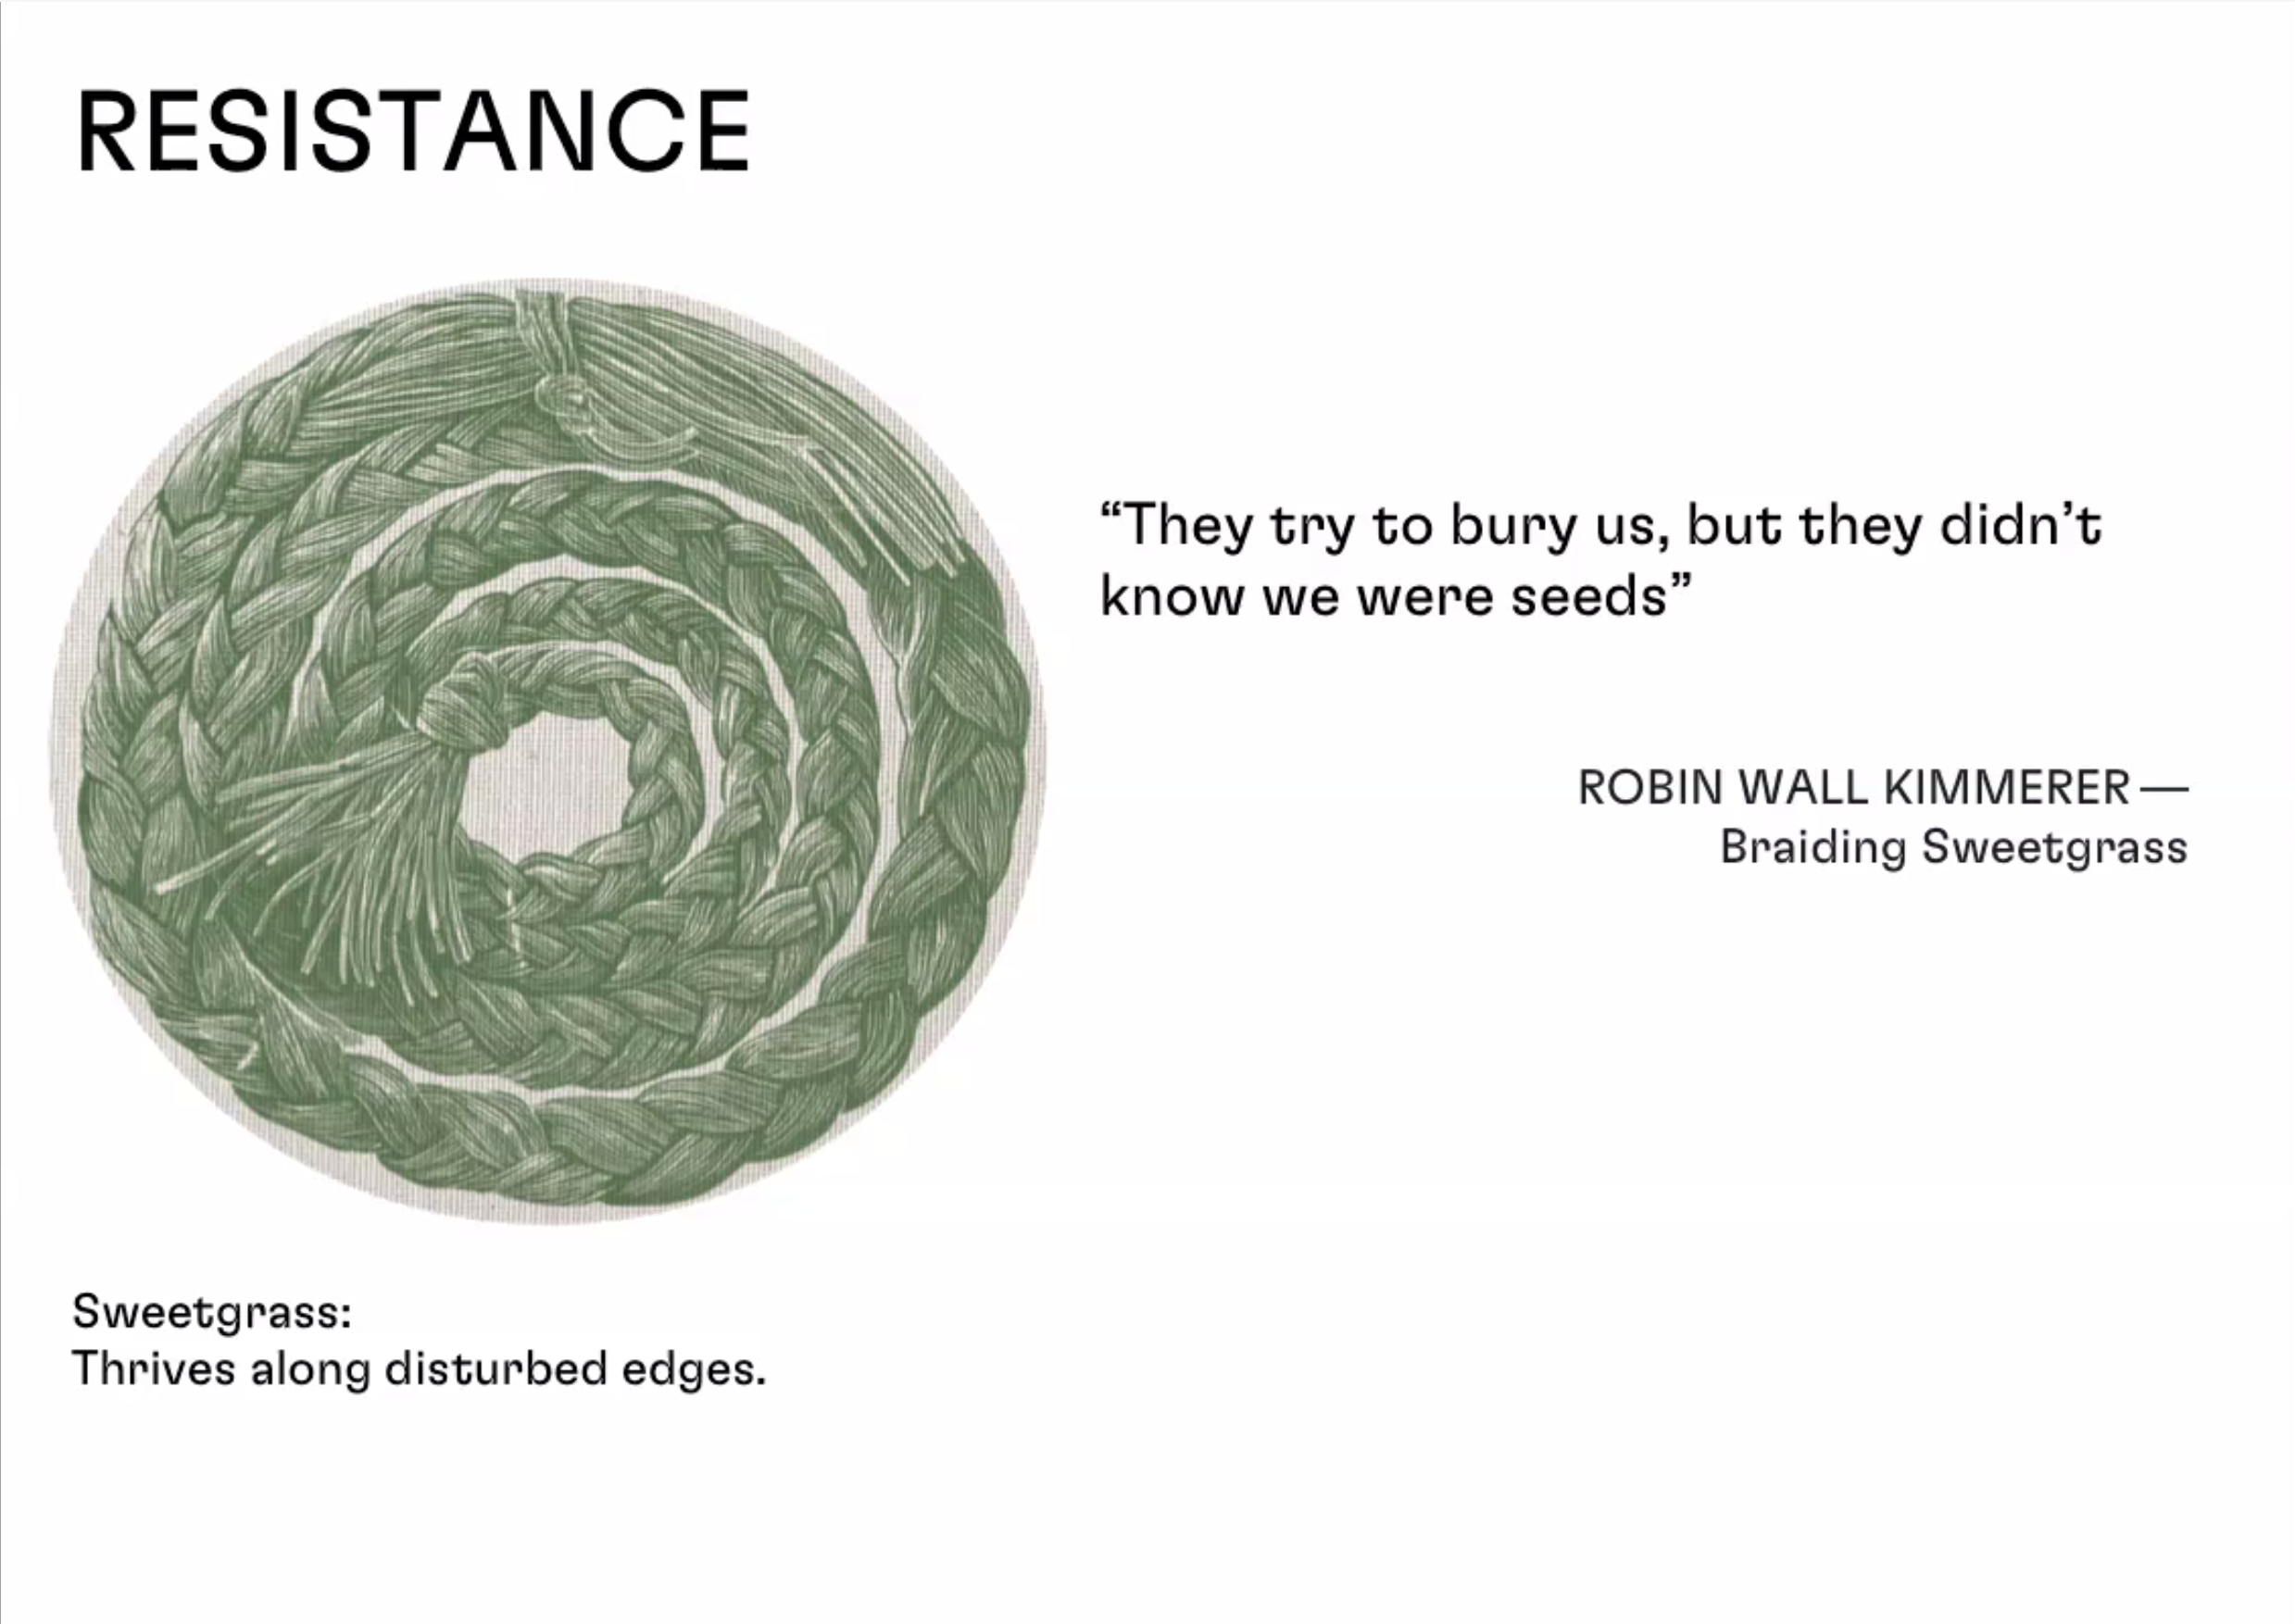 RESISTANCE
“They try to bury us, but they didn’t
know we were seeds”
ROBIN WALL KIMMERER —
Braiding Sweetgrass
Sweetgrass:
Thrives along disturbed edges.